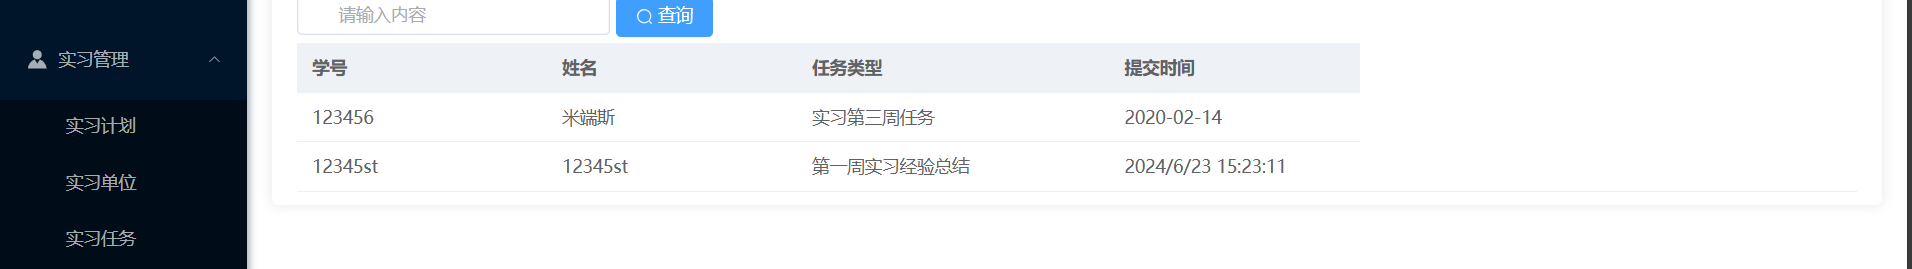 请输入内容 查询
实习管理
实习计划
实习单位
实习任务
学号 姓名 任务类型 提交时间
123456 米端斯 实习第三周任务 2020-02-14
12345st 12345st 第一周实习经验总结 2024/6/23 15:23:11